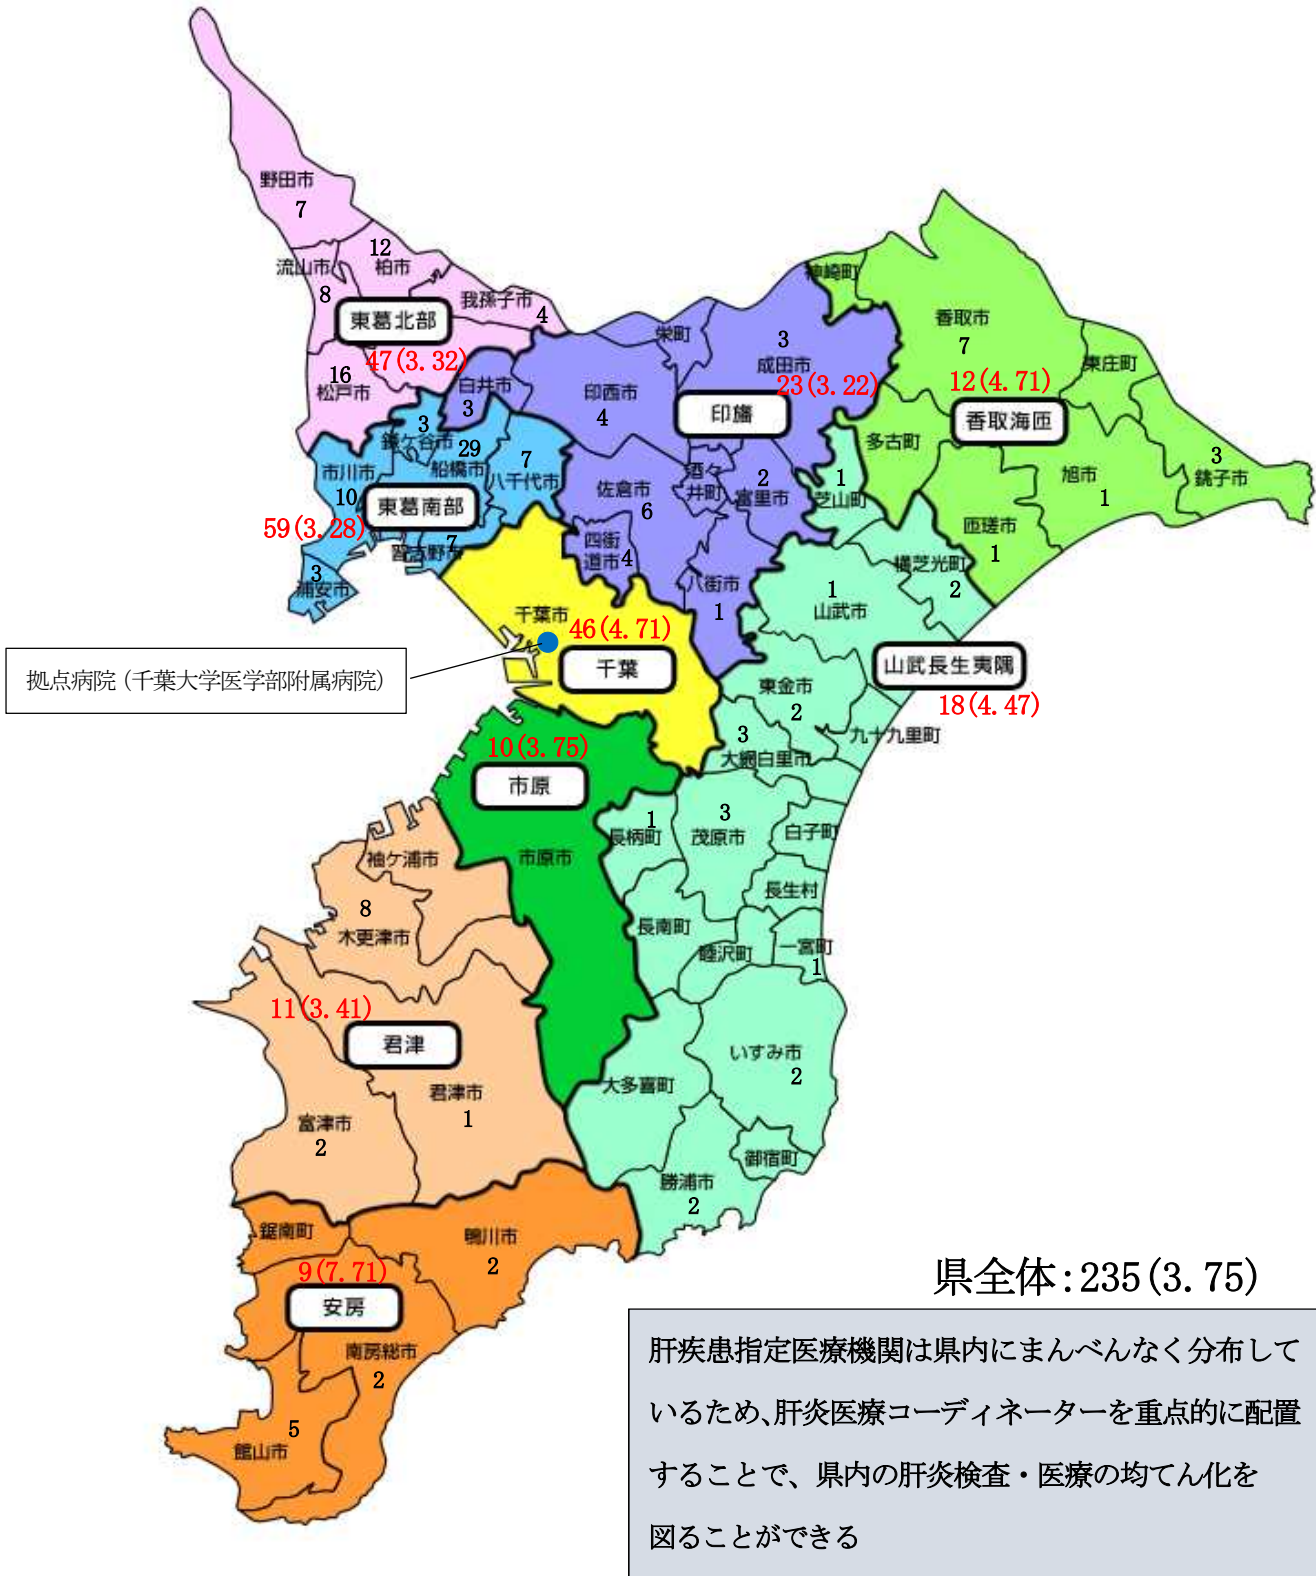 野田市
7
12
柏市
流山市
8
我孫子市
4
東葛北部
47(3.32)
16
松戸市
神崎町
香取市
7
東庄町
12(4.71)
香取海匝
多古町
旭市
1
3
銚子市
匝瑳市
1
栄町
3
成田市
23(3.22)
白井市
3
印西市
4
印旛
酒々
井町
2
富里市
佐倉市
6
四街
道市
4
八街市
1
3
鎌ケ谷市
29
船橋市
7
八千代市
市川市
10
東葛南部
59(3.28)
7
習志野市
3
浦安市
1
芝山町
横芝光町
2
1
山武市
千葉市
46(4.71)
千葉
拠点病院(千葉大学医学部附属病院)
山武長生夷隅
18(4.47)
東金市
2
九十九里町
3
大網白里市
10(3.75)
市原
市原市
1
長柄町
3
茂原市
白子町
長生村
長南町
睦沢町
一宮町
1
袖ケ浦市
8
木更津市
11(3.41)
君津
君津市
1
富津市
2
いすみ市
2
大多喜町
御宿町
勝浦市
2
鋸南町
鴨川市
2
9(7.71)
安房
南房総市
2
5
館山市
県全体:235(3.75)
肝疾患指定医療機関は県内にまんべんなく分布して
いるため、肝炎医療コーディネーターを重点的に配置
することで、県内の肝炎検査・医療の均てん化を
図ることができる